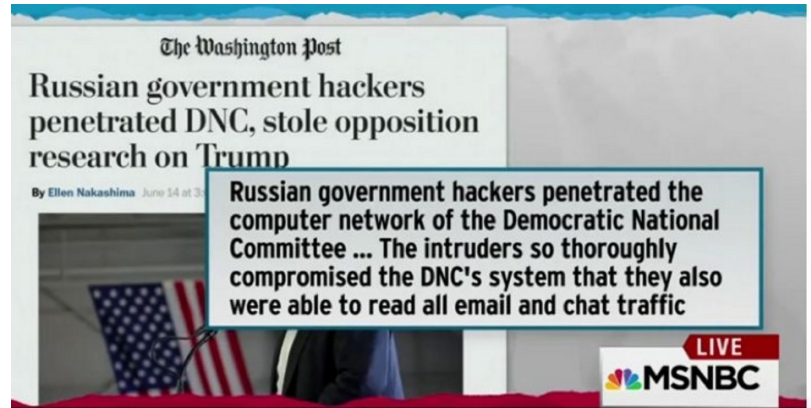 The Washington Post
Russian government hackers
penetrated DNC, stole opposition
research on Trump
By Ellen Nakashima June 14 at 3:
Russian government hackers penetrated the
computer network of the Democratic National
Committee ... The intruders so thoroughly
compromised the DNC's system that they also
were able to read all email and chat traffic
LIVE
MSNBC